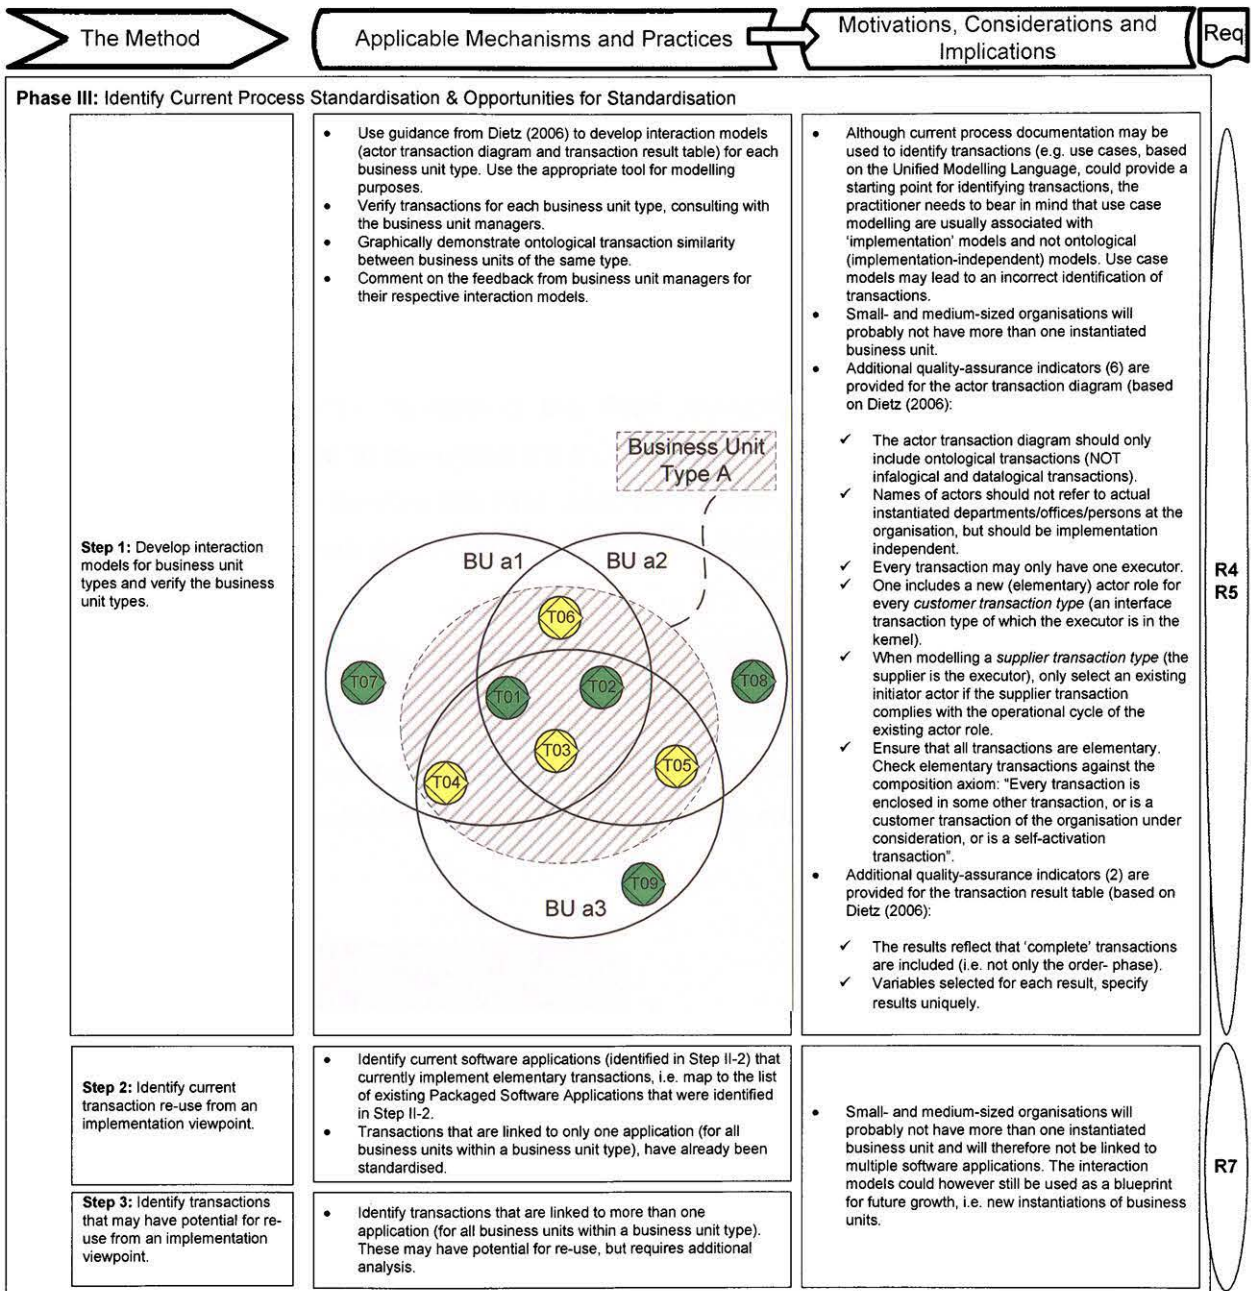 The Method
Applicable Mechanisms and Practices
Motivations, Considerations and
Implications
Req
Phase III: Identify Current Process Standardisation & Opportunities for Standardisation
Step 1: Develop interaction
models for business unit
types and verify the business
unit types.
• Use guidance from Dietz (2006) to develop interaction models
(actor transaction diagram and transaction result table) for each
business unit type. Use the appropriate tool for modelling
purposes.
• Verify transactions for each business unit type, consulting with
the business unit managers.
• Graphically demonstrate ontological transaction similarity
between business units of the same type.
• Comment on the feedback from business unit managers for
their respective interaction models.
Business Unit
Type A
BU a1
BU a2
T06
T07
T01
T02
T08
T03
T04
T05
T09
BU a3
• Although current process documentation may be
used to identify transactions (e.g. use cases, based
on the Unified Modelling Language, could provide a
starting point for identifying transactions, the
practitioner needs to bear in mind that use case
modelling are usually associated with
'implementation' models and not ontological
(implementation-independent) models. Use case
models may lead to an incorrect identification of
transactions.
• Small- and medium-sized organisations will
probably not have more than one instantiated
business unit.
• Additional quality-assurance indicators (6) are
provided for the actor transaction diagram (based
on Dietz (2006):
✓ The actor transaction diagram should only
include ontological transactions (NOT
infalogical and datalogical transactions).
✓ Names of actors should not refer to actual
instantiated departments/offices/persons at the
organisation, but should be implementation
independent.
✓ Every transaction may only have one executor.
✓ One includes a new (elementary) actor role for
every customer transaction type (an interface
transaction type of which the executor is in the
kernel).
✓ When modelling a supplier transaction type (the
supplier is the executor), only select an existing
initiator actor if the supplier transaction
complies with the operational cycle of the
existing actor role.
✓ Ensure that all transactions are elementary.
Check elementary transactions against the
composition axiom: "Every transaction is
enclosed in some other transaction, or is a
customer transaction of the organisation under
consideration, or is a self-activation
transaction".
• Additional quality-assurance indicators (2) are
provided for the transaction result table (based on
Dietz (2006):
✓ The results reflect that 'complete' transactions
are included (i.e. not only the order- phase).
✓ Variables selected for each result, specify
results uniquely.
R4
R5
Step 2: Identify current
transaction re-use from an
implementation viewpoint.
• Identify current software applications (identified in Step II-2) that
currently implement elementary transactions, i.e. map to the list
of existing Packaged Software Applications that were identified
in Step II-2.
• Transactions that are linked to only one application (for all
business units within a business unit type), have already been
standardised.
Step 3: Identify transactions
that may have potential for re-
use from an implementation
viewpoint.
• Identify transactions that are linked to more than one
application (for all business units within a business unit type).
These may have potential for re-use, but requires additional
analysis.
• Small- and medium-sized organisations will
probably not have more than one instantiated
business unit and will therefore not be linked to
multiple software applications. The interaction
models could however still be used as a blueprint
for future growth, i.e. new instantiations of business
units.
R7